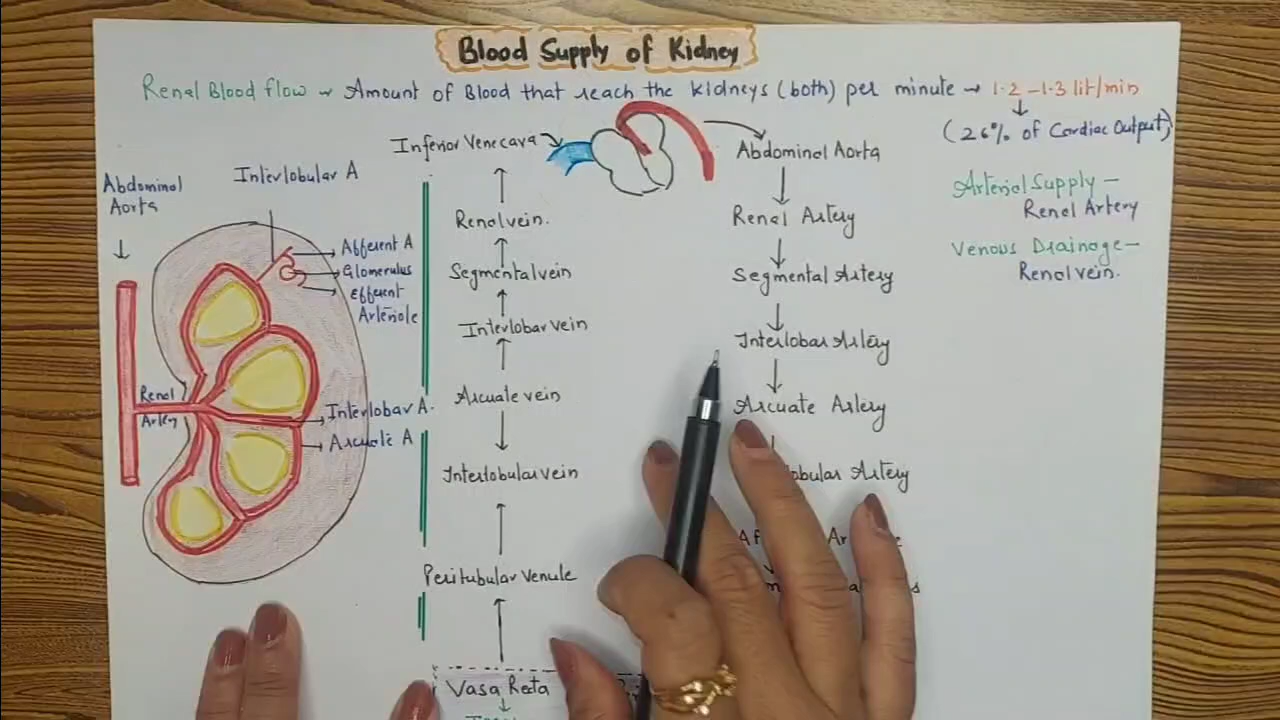 Blood Supply of Kidney
Renal Blood flow → Amount of Blood that reach the kidneys (both) per minute → 1.2 – 1.3 lit/min
(26% of Cardiac Output)
Abdominal
Aorta
Interlobular A
Afferent A
Glomerulus
Efferent
Arteriole
Renal
Artery
Interlobar A.
Arcuate A
Inferior Venecava
Renal vein.
Segmental vein
Interlobar vein
Arcuate vein
Interlobular vein
Peritubular Venule
Vasa Recta
Abdominal Aorta
Renal Artery
Segmental Artery
Interlobar Artery
Arcuate Artery
Artery
Arterial Supply –
Renal Artery
Venous Drainage –
Renal vein.